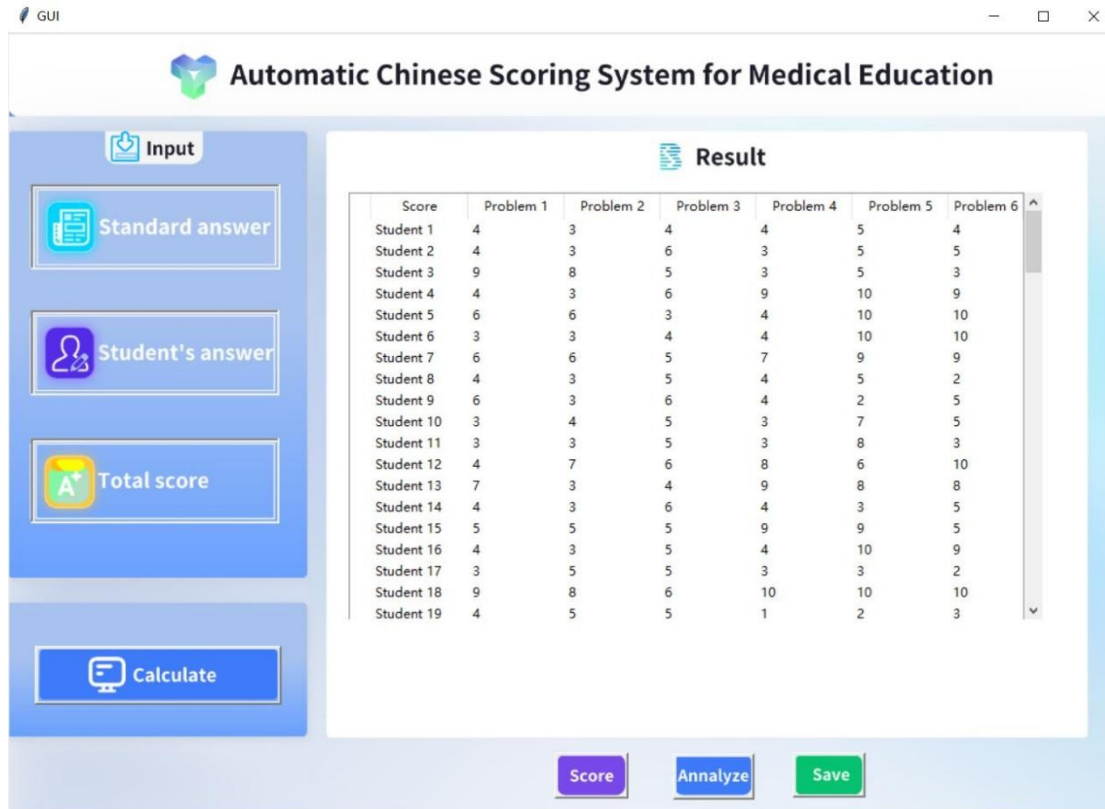 GUI
Automatic Chinese Scoring System for Medical Education
Input
Standard answer
Student's answer
Total score
Calculate
Result
Score Problem 1 Problem 2 Problem 3 Problem 4 Problem 5 Problem 6
Student 1 4 3 4 4 5 4
Student 2 4 3 6 3 5 5
Student 3 9 8 5 3 5 3
Student 4 4 3 6 9 10 9
Student 5 6 6 3 4 10 10
Student 6 3 3 4 4 10 10
Student 7 6 6 5 7 9 9
Student 8 4 3 5 4 5 2
Student 9 6 3 6 4 2 5
Student 10 3 4 5 3 7 5
Student 11 3 3 5 3 8 3
Student 12 4 7 6 8 6 10
Student 13 7 3 4 9 8 8
Student 14 4 3 6 4 3 5
Student 15 5 5 5 9 9 5
Student 16 4 3 5 4 10 9
Student 17 3 5 5 3 3 2
Student 18 9 8 6 10 10 10
Student 19 4 5 5 1 2 3
Score
Annalyze
Save